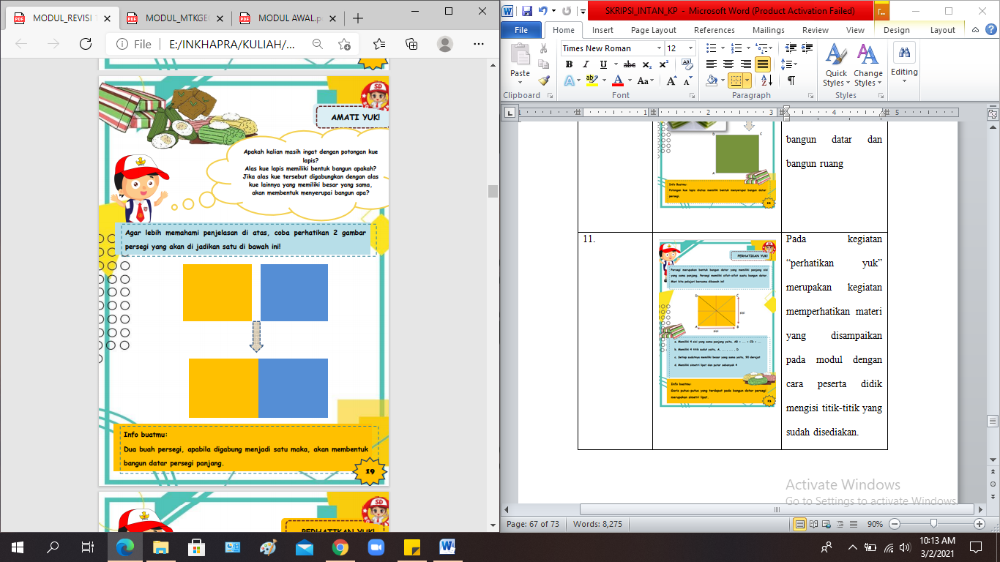 MODUL_REVISI 1
MODUL_MTKGEO
MODUL AWAL.p
File
E:/INKHAPRA/KULIAH/...
19
SD
AMATI YUK!
Apakah kalian masih ingat dengan potongan kue
lapis?
Alas kue lapis memiliki bentuk bangun apakah?
Jika alas kue tersebut digabungkan dengan alas
kue lainnya yang memiliki besar yang sama,
akan membentuk menyerupai bangun apa?
Agar lebih memahami penjelasan di atas, coba perhatikan 2 gambar
persegi yang akan di jadikan satu di bawah ini!
Info buatmu:
Dua buah persegi, apabila digabung menjadi satu maka, akan membentuk
bangun datar persegi panjang.
SD
PERHATIKAN YUK!
SKRIPSI_INTAN_KP - Microsoft Word (Product Activation Failed)
File Home Insert Page Layout References Mailings Review View Design Layout
Times New Roman 12
Paste
Quick Styles
Change Styles
Editing
Clipboard Font Paragraph Styles
1 1 2 3 4 5
D C
A
Info Buatmu:
Potongan kue lapis diatas memiliki bentuk menyerupai bangun datar
persegi.
bangun datar dan
bangun ruang
11.
PERHATIKAN YUK!
Persegi merupakan bentuk bangun datar yang memiliki panjang sisi
yang sama panjang. Persegi memiliki sifat-sifat suatu bangun datar.
Mari kita pelajari bersama dibawah ini!
D C
sisi
A B
sisi
a. Memiliki 4 sisi yang sama panjang yaitu, AB = ... = CD = ...
b. Memiliki 4 titik sudut yaitu, A, ... , ... , D
c. Setiap sudutnya memiliki besar yang sama yaitu, 90 derajat
d. Memiliki simetri lipat dan putar sebanyak 4
Info buatmu:
Garis putus-putus yang terdapat pada bangun datar persegi
merupakan simetri lipat.
Pada kegiatan
“perhatikan yuk”
merupakan kegiatan
memperhatikan materi
yang disampaikan
pada modul dengan
cara peserta didik
mengisi titik-titik yang
sudah disediakan.
Activate Windows
Go to Settings to activate Windows.
Page: 67 of 73 Words: 8,275 90%
10:13 AM
3/2/2021